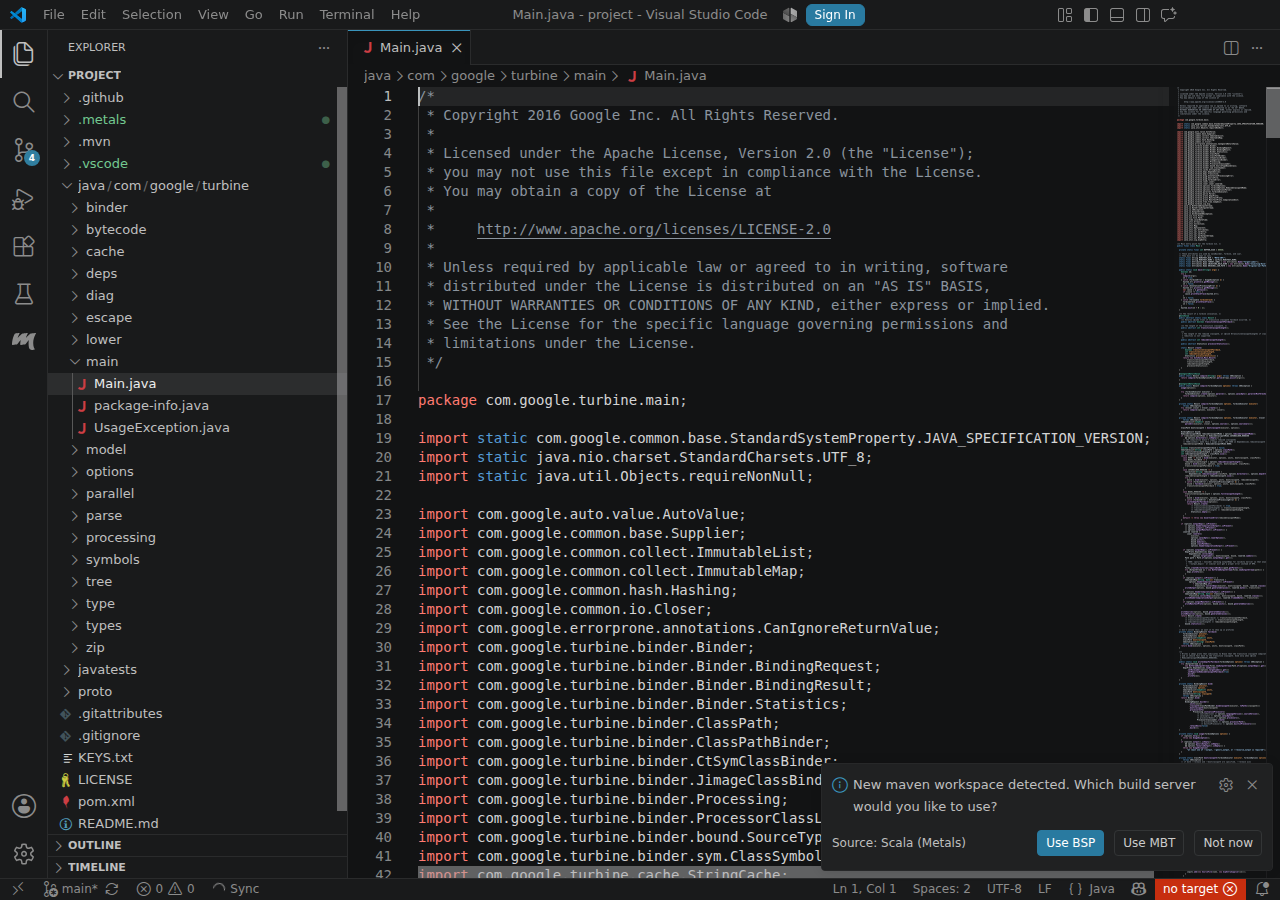 File Edit Selection View Go Run Terminal Help
Main.java - project - Visual Studio Code
Sign In
EXPLORER
PROJECT
.github
.metals
.mvn
.vscode
java/com/google/turbine
binder
bytecode
cache
deps
diag
escape
lower
main
Main.java
package-info.java
UsageException.java
model
options
parallel
parse
processing
symbols
tree
type
types
zip
javatests
proto
.gitattributes
.gitignore
KEYS.txt
LICENSE
pom.xml
README.md
OUTLINE
TIMELINE
4
Main.java
java > com > google > turbine > main > Main.java
1 /*
2 * Copyright 2016 Google Inc. All Rights Reserved.
3 *
4 * Licensed under the Apache License, Version 2.0 (the "License");
5 * you may not use this file except in compliance with the License.
6 * You may obtain a copy of the License at
7 *
8 * http://www.apache.org/licenses/LICENSE-2.0
9 *
10 * Unless required by applicable law or agreed to in writing, software
11 * distributed under the License is distributed on an "AS IS" BASIS,
12 * WITHOUT WARRANTIES OR CONDITIONS OF ANY KIND, either express or implied.
13 * See the License for the specific language governing permissions and
14 * limitations under the License.
15 */
16
17 package com.google.turbine.main;
18
19 import static com.google.common.base.StandardSystemProperty.JAVA_SPECIFICATION_VERSION;
20 import static java.nio.charset.StandardCharsets.UTF_8;
21 import static java.util.Objects.requireNonNull;
22
23 import com.google.auto.value.AutoValue;
24 import com.google.common.base.Supplier;
25 import com.google.common.collect.ImmutableList;
26 import com.google.common.collect.ImmutableMap;
27 import com.google.common.hash.Hashing;
28 import com.google.common.io.Closer;
29 import com.google.errorprone.annotations.CanIgnoreReturnValue;
30 import com.google.turbine.binder.Binder;
31 import com.google.turbine.binder.Binder.BindingRequest;
32 import com.google.turbine.binder.Binder.BindingResult;
33 import com.google.turbine.binder.Binder.Statistics;
34 import com.google.turbine.binder.ClassPath;
35 import com.google.turbine.binder.ClassPathBinder;
36 import com.google.turbine.binder.CtSymClassBinder;
37 import com.google.turbine.binder.JimageClassBind
38 import com.google.turbine.binder.Processing;
39 import com.google.turbine.binder.ProcessorClassL
40 import com.google.turbine.binder.bound.SourceTyp
41 import com.google.turbine.binder.sym.ClassSymbol
42 import com.google.turbine.cache.StringCache;
New maven workspace detected. Which build server
would you like to use?
Source: Scala (Metals)
Use BSP
Use MBT
Not now
main* 0 0 Sync
Ln 1, Col 1 Spaces: 2 UTF-8 LF { } Java no target